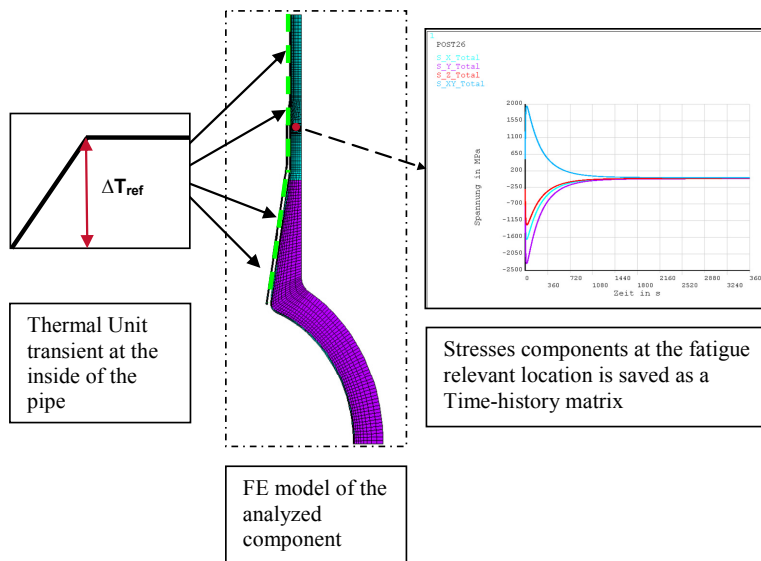 ΔTref
Thermal Unit
transient at the
inside of the
pipe
FE model of the
analyzed
component
1
POST26
S_X_Total
S_Y_Total
S_Z_Total
S_XY_Total
Spannung in MPa
2000
1550
1100
650
200
-250
-700
-1150
-1600
-2050
-2500
0 720 1440 2160 2880 360
360 1080 1800 2520 3240
Zeit in s
Stresses components at the fatigue
relevant location is saved as a
Time-history matrix